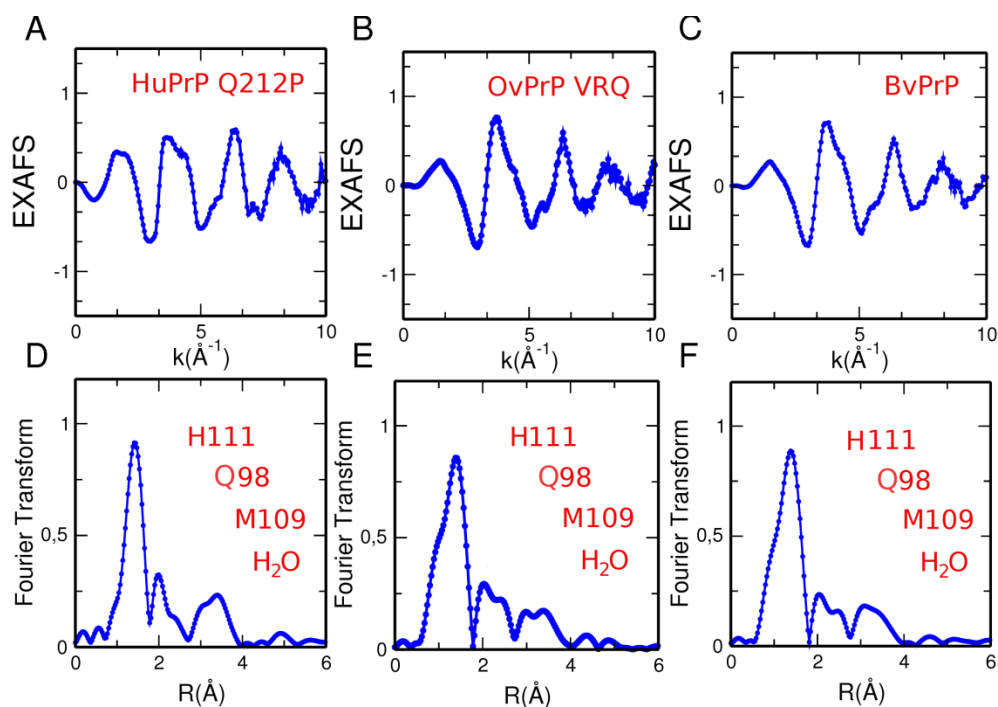 A
HuPrP Q212P
EXAFS
1
0
-1
0
5
10
k(Å⁻¹)
B
OvPrP VRQ
EXAFS
1
0
-1
0
5
10
k(Å⁻¹)
C
BvPrP
EXAFS
1
0
-1
0
5
10
k(Å⁻¹)
D
H111
Q98
M109
H₂O
Fourier Transform
1
0,5
0
0
2
4
6
R(Å)
E
H111
Q98
M109
H₂O
Fourier Transform
1
0,5
0
0
2
4
6
R(Å)
F
H111
Q98
M109
H₂O
Fourier Transform
1
0,5
0
0
2
4
6
R(Å)